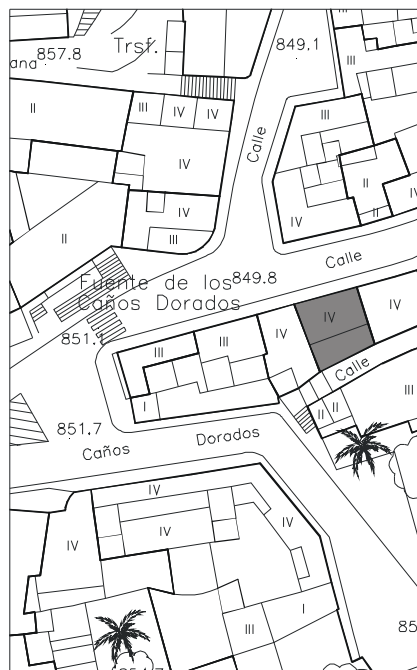 857.8
Trsf.
849.1
ana
III
II
III
IV
IV
III
Calle
IV
II
IV
IV
IV
II
III
II
Calle
Fuente de los
849.8
Caños Dorados
IV
851.
III
III
IV
Calle
III
I
II
II
851.7
Caños Dorados
IV
IV
IV
IV
III
I
85